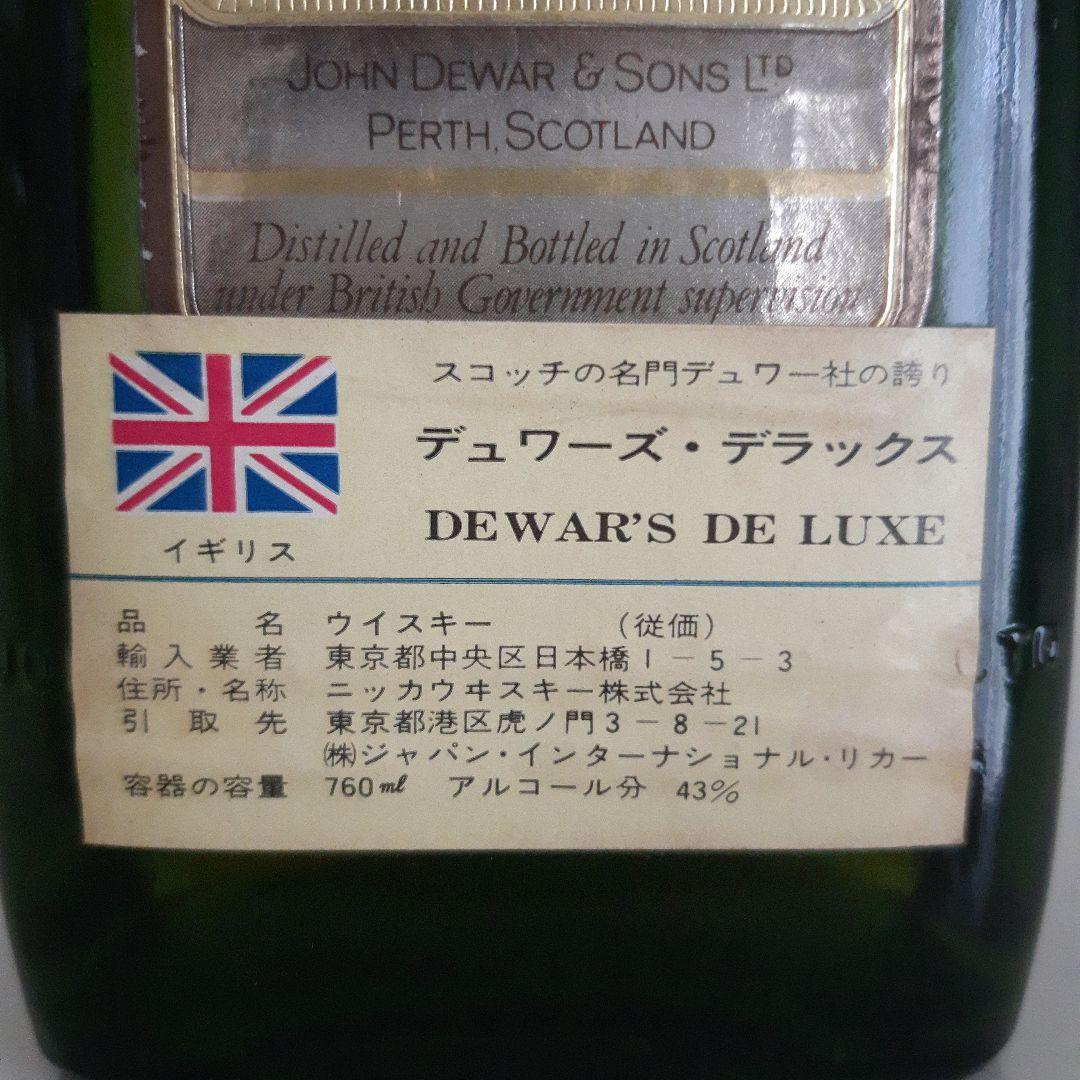 JOHN DEWAR & SONS LTD
PERTH, SCOTLAND
Distilled and Bottled in Scotland
under British Government supervision
スコッチの名門デュワー社の誇り
デュワーズ・デラックス
DEWAR'S DE LUXE
イギリス
品名 ウイスキー (従価)
輸入業者 東京都中央区日本橋1-5-3
住所・名称 ニッカウヰスキー株式会社
引取先 東京都港区虎ノ門3-8-21
㈱ジャパン・インターナショナル・リカー
容器の容量 760ml アルコール分 43%